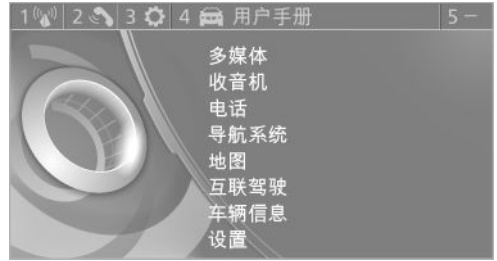 1 2 3 4 用户手册 5 —
多媒体
收音机
电话
导航系统
地图
互联驾驶
车辆信息
设置